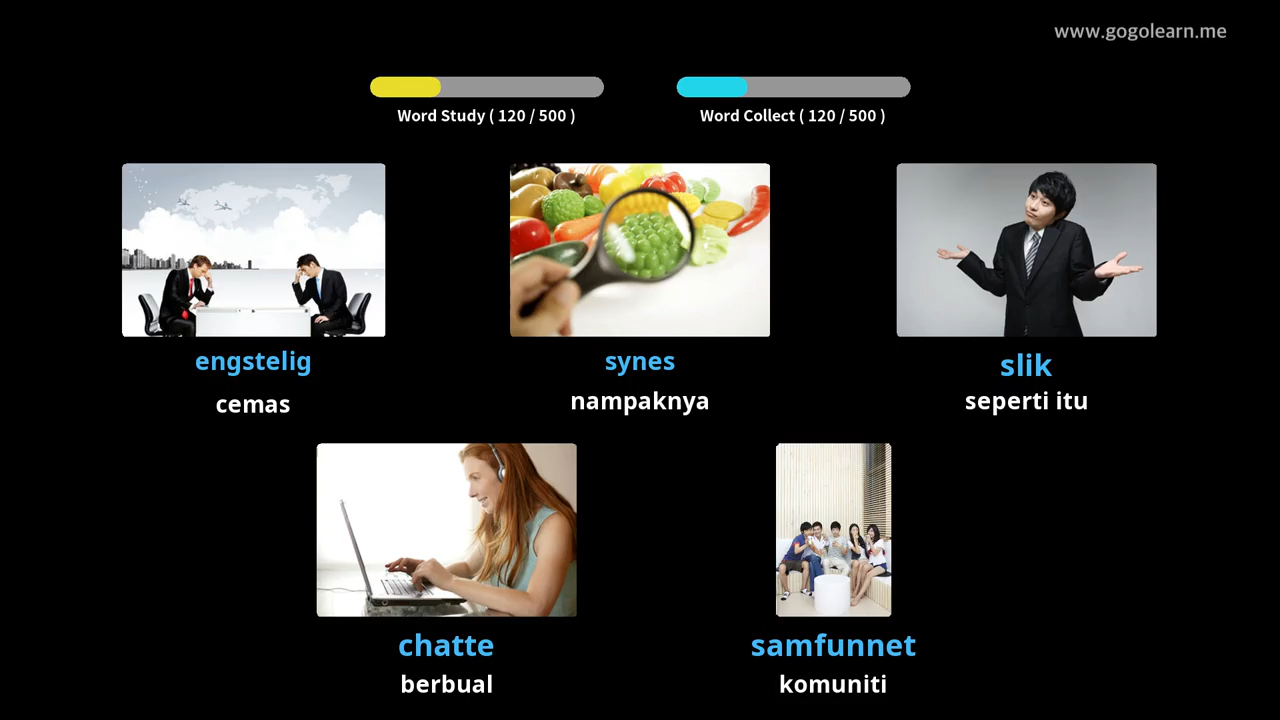 www.gogolearn.me
Word Study ( 120 / 500 )
Word Collect ( 120 / 500 )
engstelig
synes
slik
cemas
nampaknya
seperti itu
chatte
samfunnet
berbual
komuniti